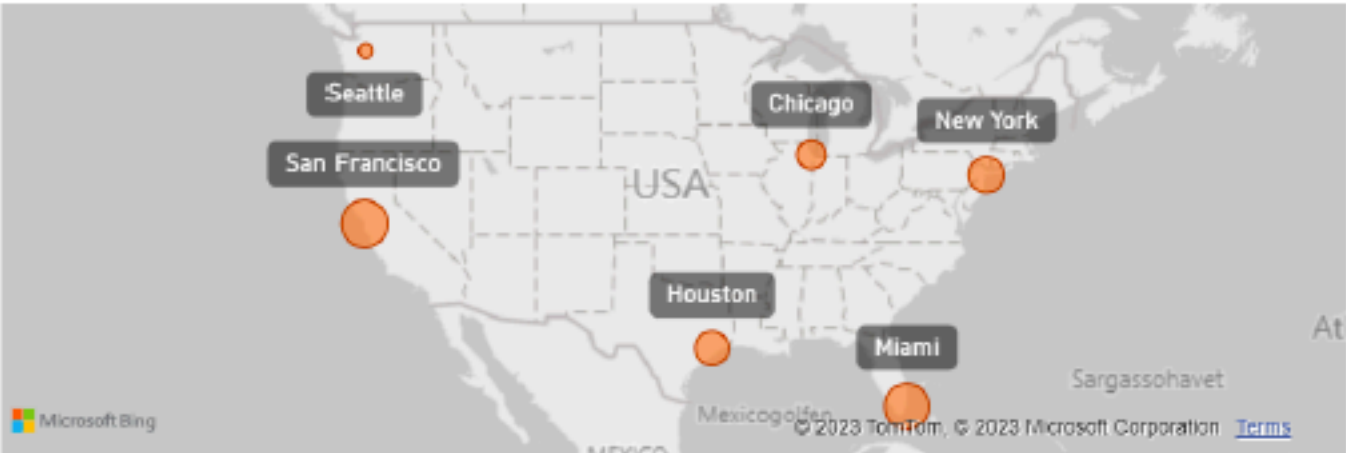 Seattle
Chicago
New York
San Francisco
USA
Houston
Miami
Sargassohavet
Mexicogolfen
Microsoft Bing
© 2023 TomTom, © 2023 Microsoft Corporation Terms
MEXICO